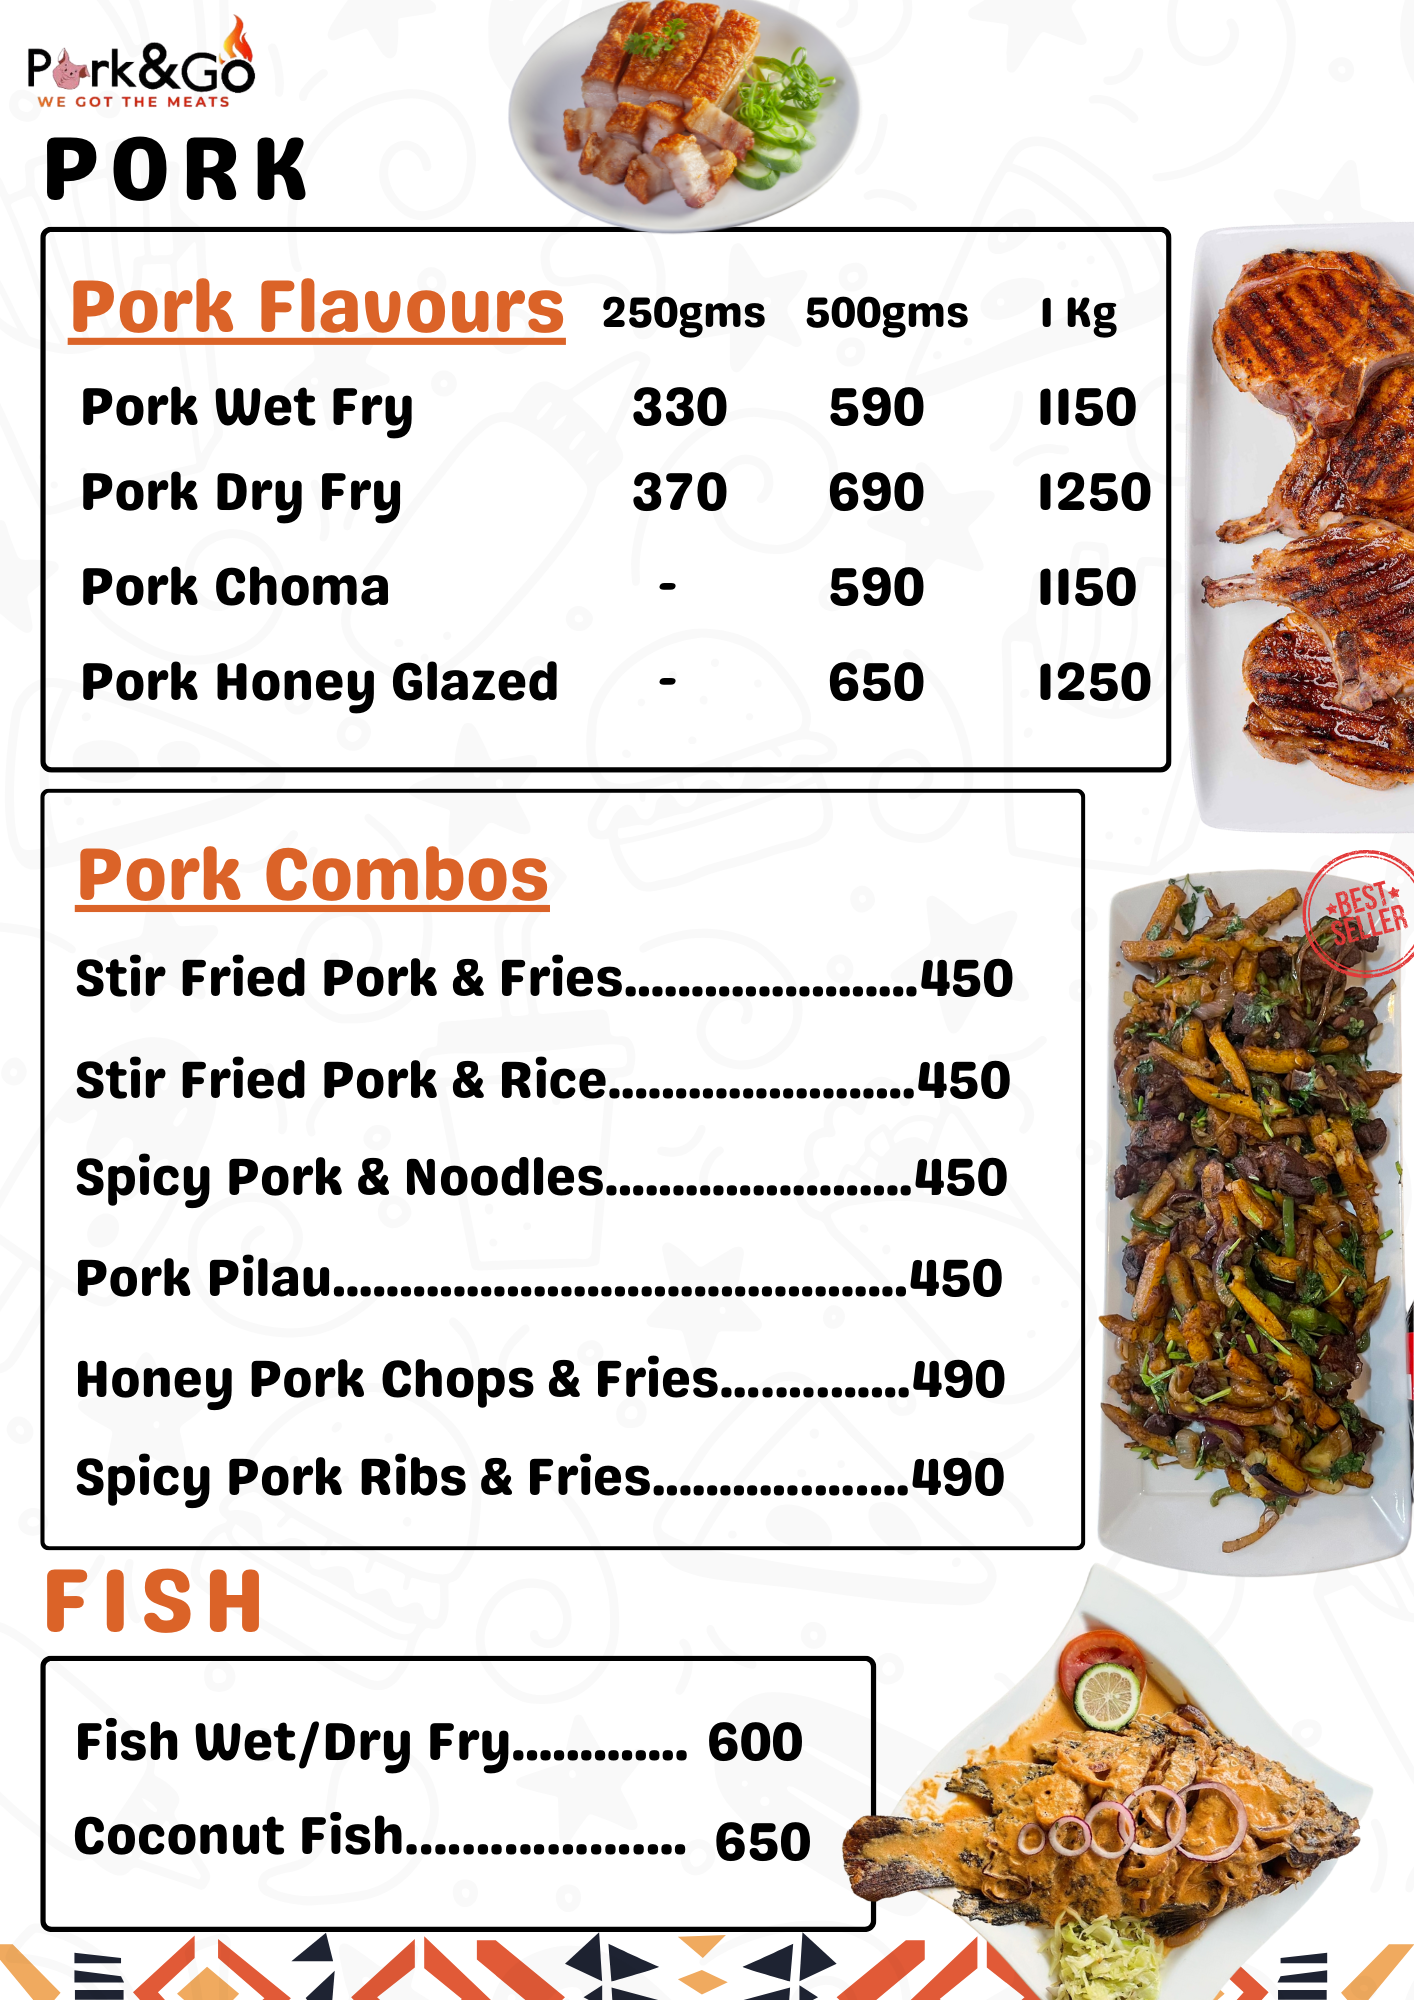 Pork&Go
WE GOT THE MEATS
PORK
Pork Flavours 250gms 500gms 1 Kg
Pork Wet Fry 330 590 1150
Pork Dry Fry 370 690 1250
Pork Choma - 590 1150
Pork Honey Glazed - 650 1250
Pork Combos
BEST
SELLER
Stir Fried Pork & Fries......................450
Stir Fried Pork & Rice.......................450
Spicy Pork & Noodles.......................450
Pork Pilau...........................................450
Honey Pork Chops & Fries..............490
Spicy Pork Ribs & Fries...................490
FISH
Fish Wet/Dry Fry............. 600
Coconut Fish.................... 650